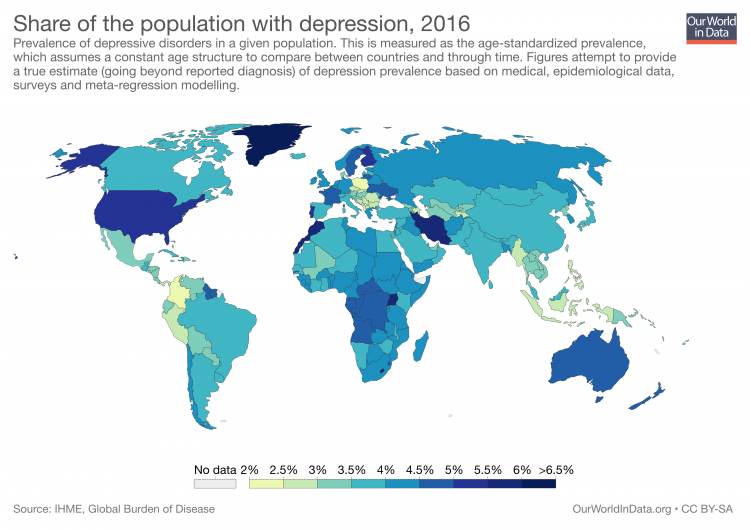 Share of the population with depression, 2016
Our World
in Data
Prevalence of depressive disorders in a given population. This is measured as the age-standardized prevalence,
which assumes a constant age structure to compare between countries and through time. Figures attempt to provide
a true estimate (going beyond reported diagnosis) of depression prevalence based on medical, epidemiological data,
surveys and meta-regression modelling.
No data 2% 2.5% 3% 3.5% 4% 4.5% 5% 5.5% 6% >6.5%
Source: IHME, Global Burden of Disease
OurWorldInData.org • CC BY-SA